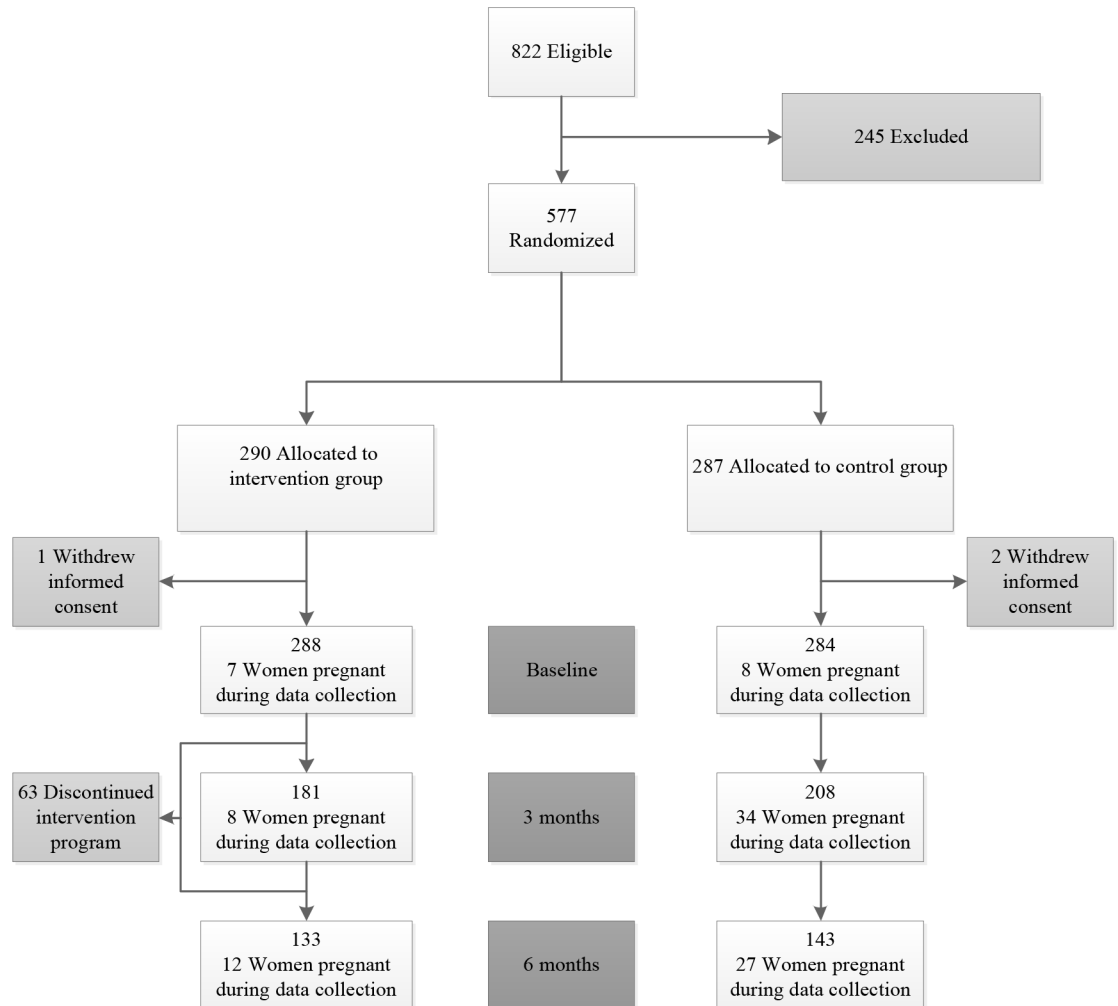 822 Eligible
245 Excluded
577
Randomized
290 Allocated to
intervention group
287 Allocated to control group
1 Withdrew
informed
consent
2 Withdrew
informed
consent
288
7 Women pregnant
during data collection
Baseline
284
8 Women pregnant
during data collection
63 Discontinued
intervention
program
181
8 Women pregnant
during data collection
3 months
208
34 Women pregnant
during data collection
133
12 Women pregnant
during data collection
6 months
143
27 Women pregnant
during data collection